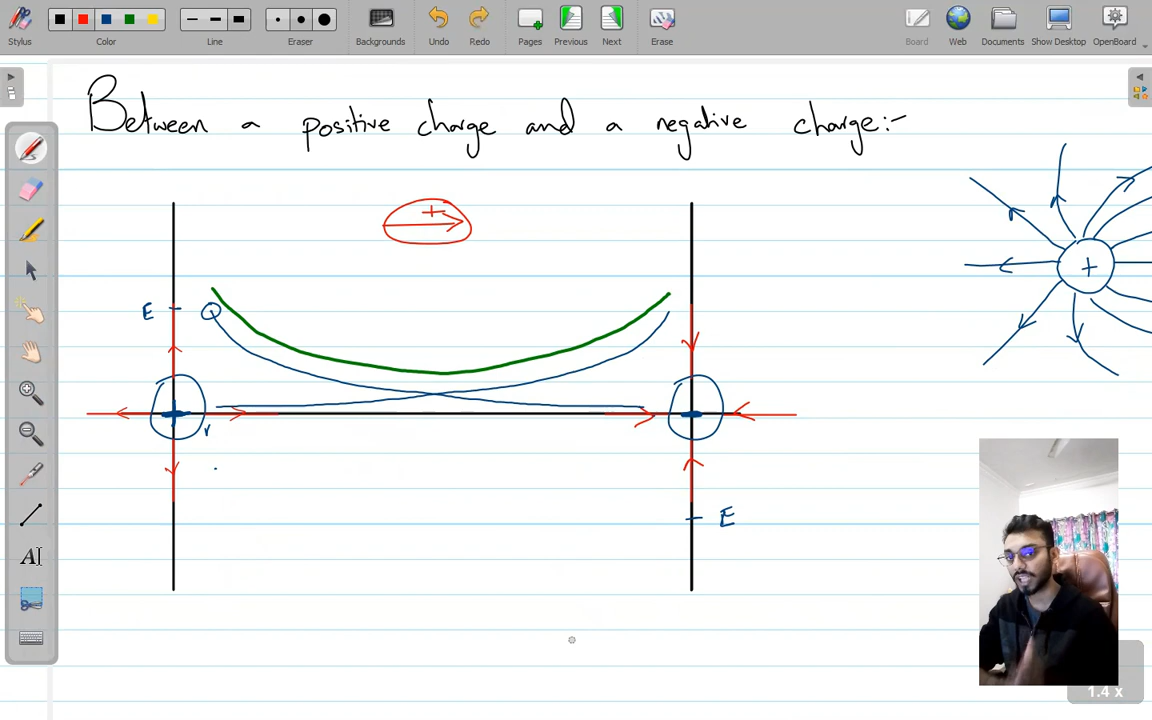 Stylus Color Line Eraser Backgrounds Undo Redo Pages Previous Next Erase Board Web Documents Show Desktop OpenBoard
Between a positive charge and a negative charge:-
+
E
+
+
r
-
E
A
1.4 x